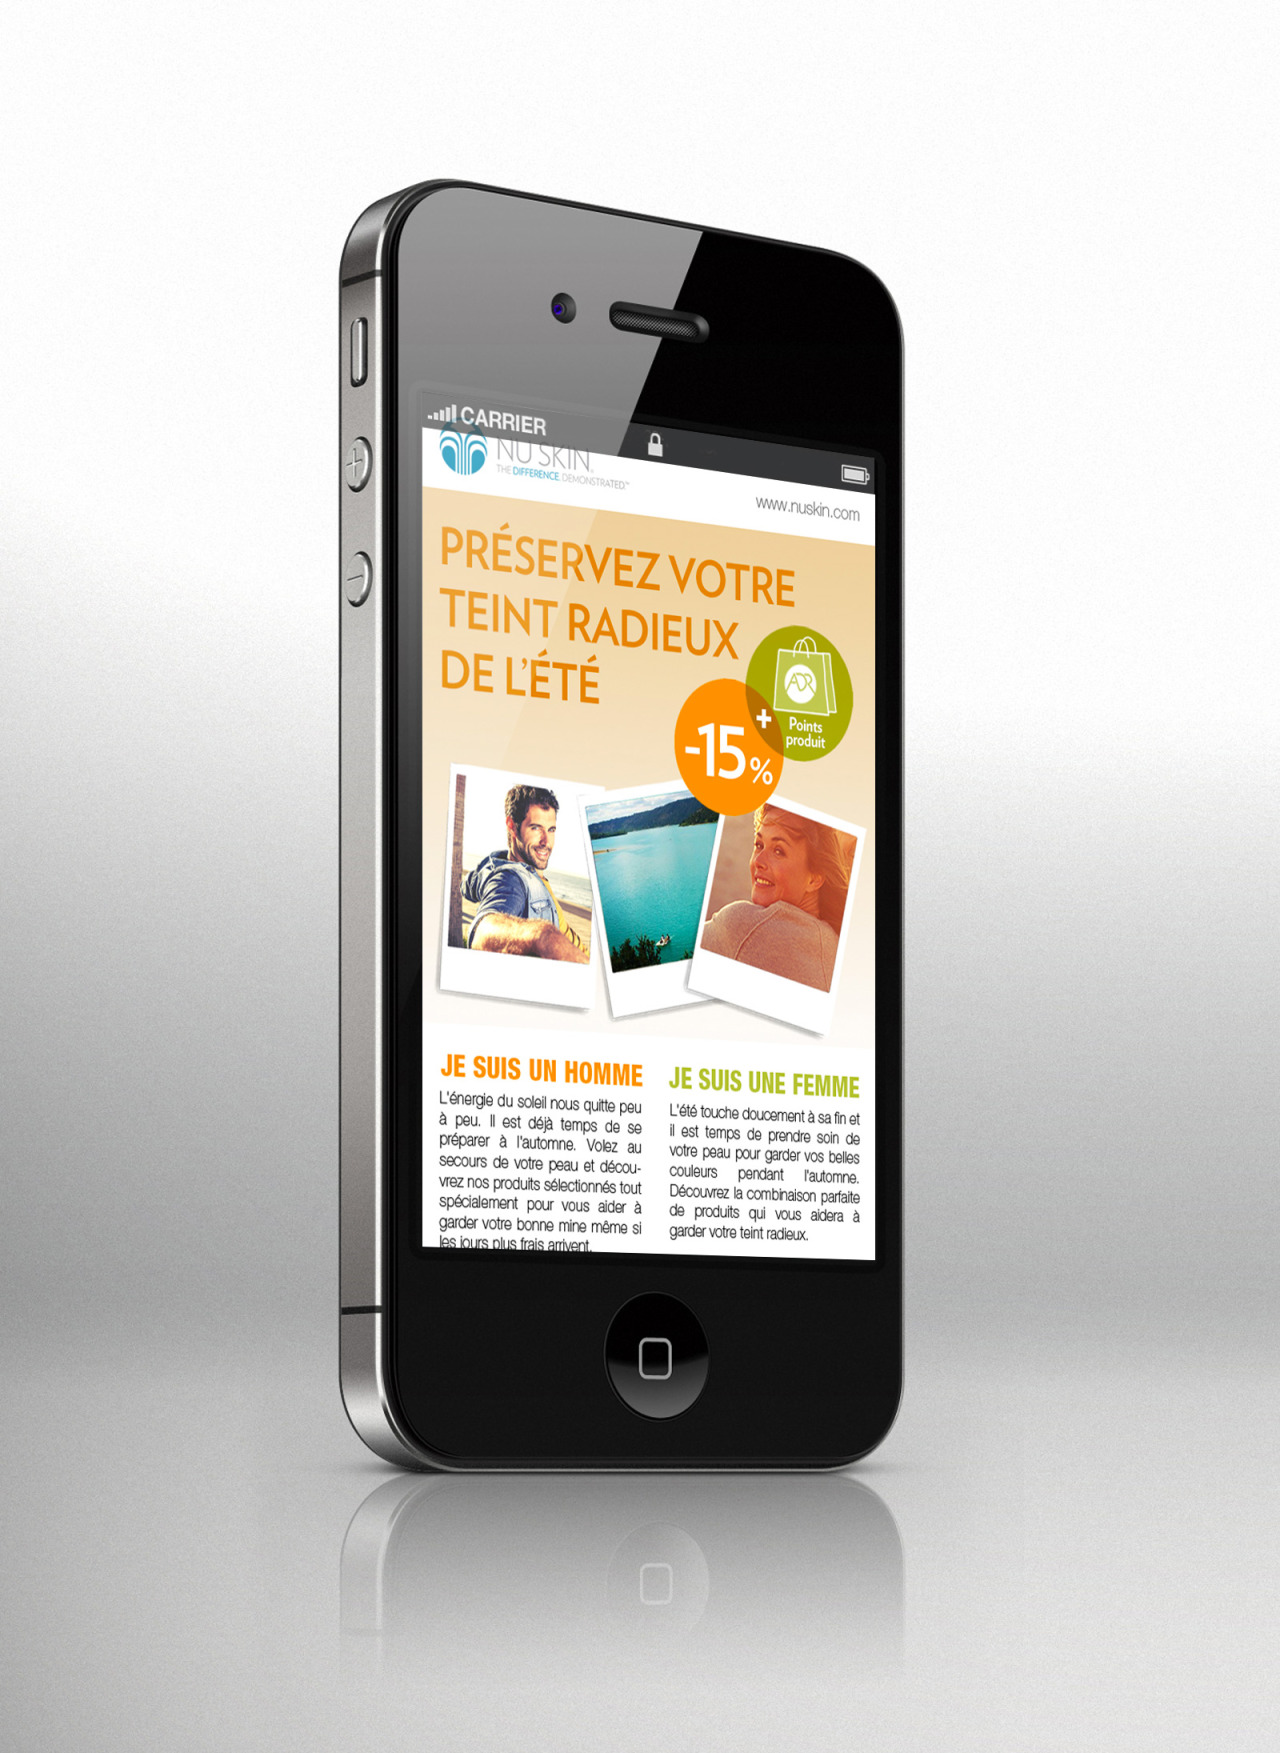 CARRIER
NU SKIN®
THE DIFFERENCE. DEMONSTRATED.™
www.nuskin.com
PRÉSERVEZ VOTRE
TEINT RADIEUX
DE L'ÉTÉ
ADR
Points
produit
+
-15%
JE SUIS UN HOMME
L'énergie du soleil nous quitte peu
à peu. Il est déjà temps de se
préparer à l'automne. Volez au
secours de votre peau et décou-
vrez nos produits sélectionnés tout
spécialement pour vous aider à
garder votre bonne mine même si
les jours plus frais arrivent.
JE SUIS UNE FEMME
L'été touche doucement à sa fin et
il est temps de prendre soin de
votre peau pour garder vos belles
couleurs pendant l'automne.
Découvrez la combinaison parfaite
de produits qui vous aidera à
garder votre teint radieux.